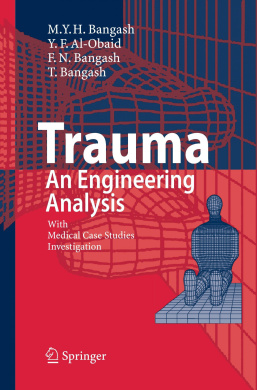 M.Y.H. Bangash
Y. F. Al-Obaid
F. N. Bangash
T. Bangash
Trauma
An Engineering
Analysis
With
Medical Case Studies
Investigation
Springer